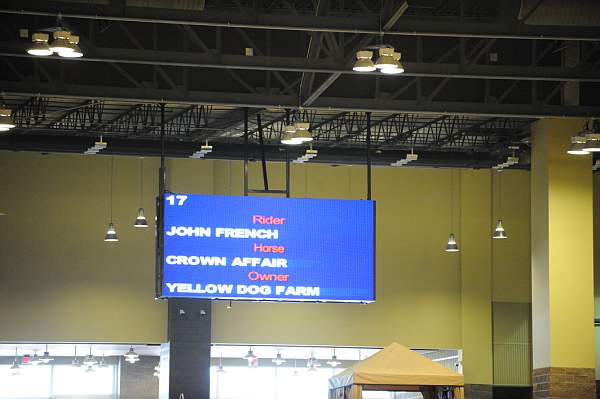 17
Rider
JOHN FRENCH
Horse
CROWN AFFAIR
Owner
YELLOW DOG FARM